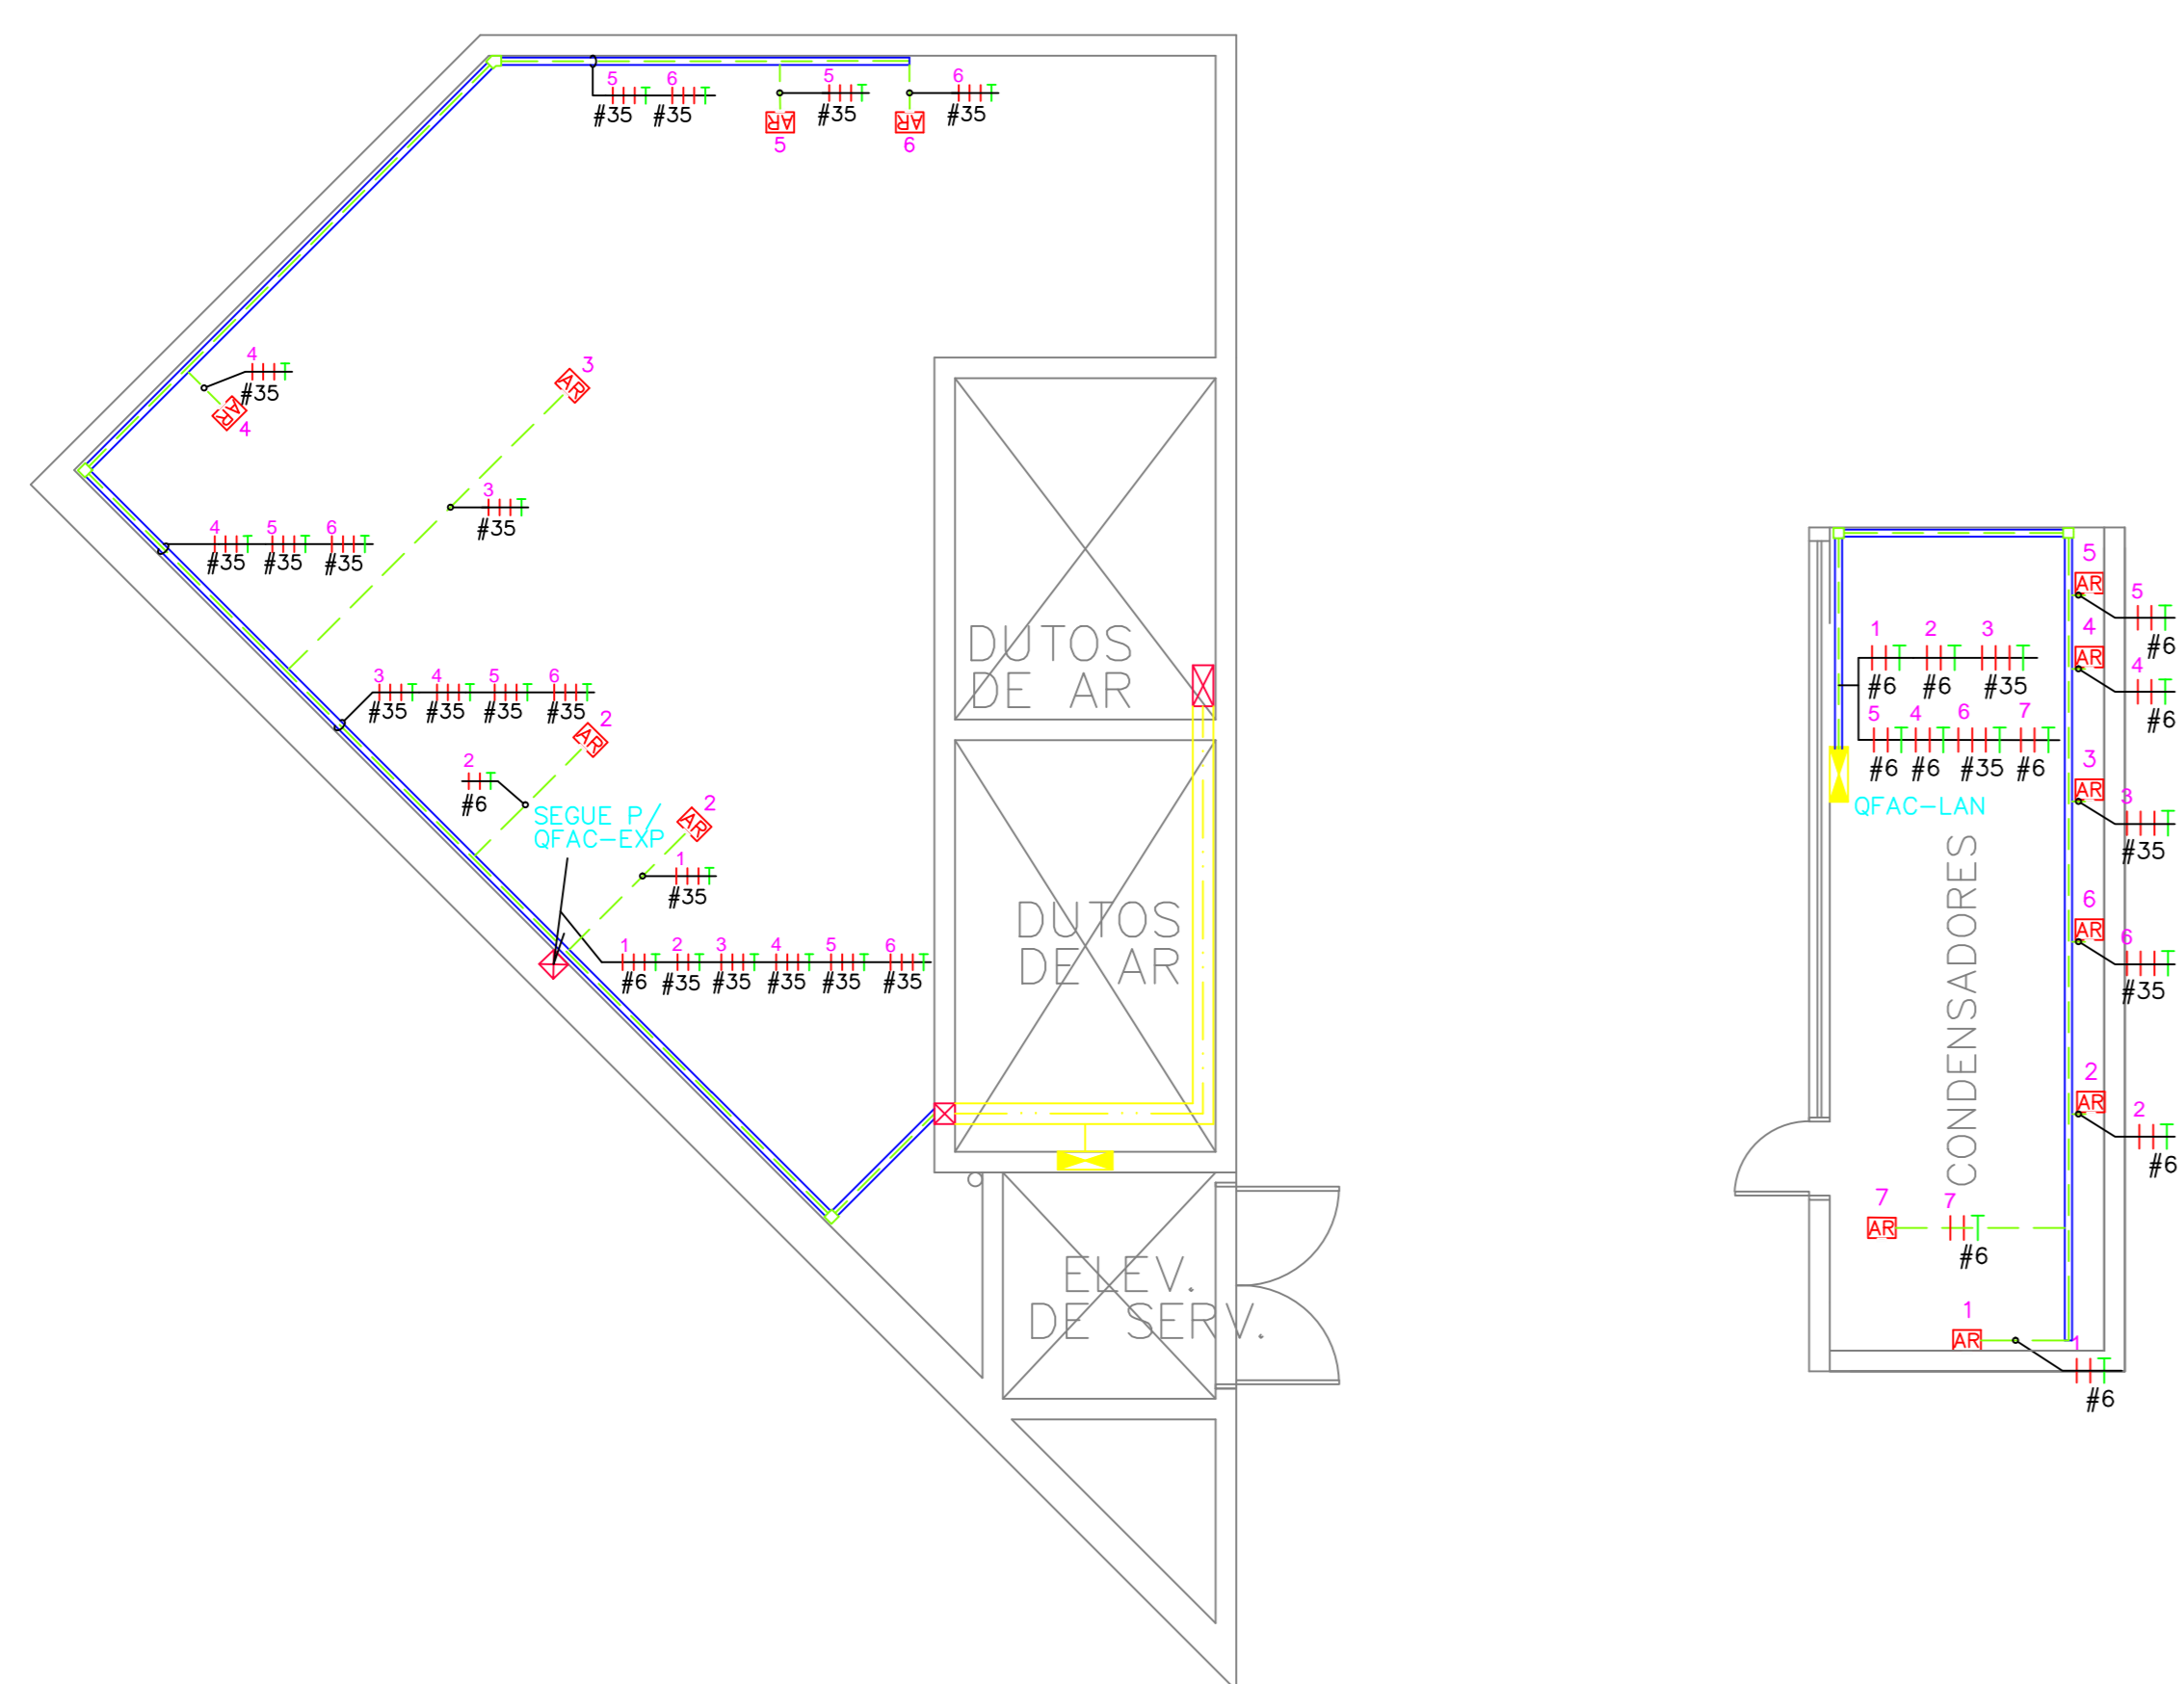 5 6
#35 #35
5
#35
6
#35
AR
5
AR
6
4
#35
AR
4
3
AR
3
#35
4 5 6
#35 #35 #35
3 4 5 6
#35 #35 #35 #35
2
AR
2
#6
SEGUE P/
QFAC-EXP
2
AR
1
#35
1 2 3 4 5 6
#6 #35 #35 #35 #35 #35
DUTOS
DE AR
DUTOS
DE AR
ELEV.
DE SERV.
1 2 3
#6 #6 #35
5 4 6 7
#6 #6 #35 #6
QFAC-LAN
CONDENSADORES
5
AR
5
#6
4
AR
4
#6
3
AR
3
#35
6
AR
6
#35
2
AR
2
#6
7
AR
7
#6
1
AR
1
#6